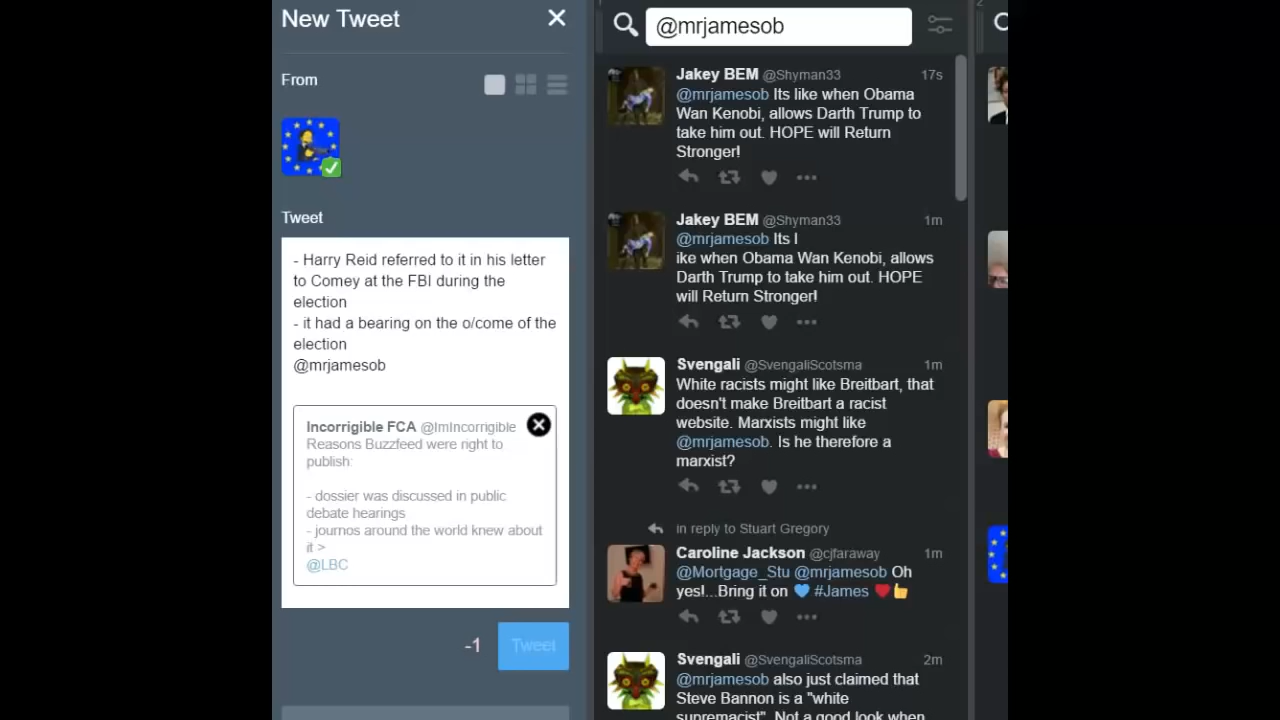 New Tweet
From
Tweet
- Harry Reid referred to it in his letter
to Comey at the FBI during the
election
- it had a bearing on the o/come of the
election
@mrjamesob
Incorrigible FCA @ImIncorrigible
Reasons Buzzfeed were right to
publish:
- dossier was discussed in public
debate hearings
- journos around the world knew about
it >
@LBC
-1
Tweet
@mrjamesob
Jakey BEM @Shyman33 17s
@mrjamesob Its like when Obama
Wan Kenobi, allows Darth Trump to
take him out. HOPE will Return
Stronger!
Jakey BEM @Shyman33 1m
@mrjamesob Its l
ike when Obama Wan Kenobi, allows
Darth Trump to take him out. HOPE
will Return Stronger!
Svengali @SvengaliScotsma 1m
White racists might like Breitbart, that
doesn't make Breitbart a racist
website. Marxists might like
@mrjamesob. Is he therefore a
marxist?
in reply to Stuart Gregory
Caroline Jackson @cjfaraway 1m
@Mortgage_Stu @mrjamesob Oh
yes!...Bring it on 💙 #James ❤️👍
Svengali @SvengaliScotsma 2m
@mrjamesob also just claimed that
Steve Bannon is a "white
supremacist". Not a good look when
2